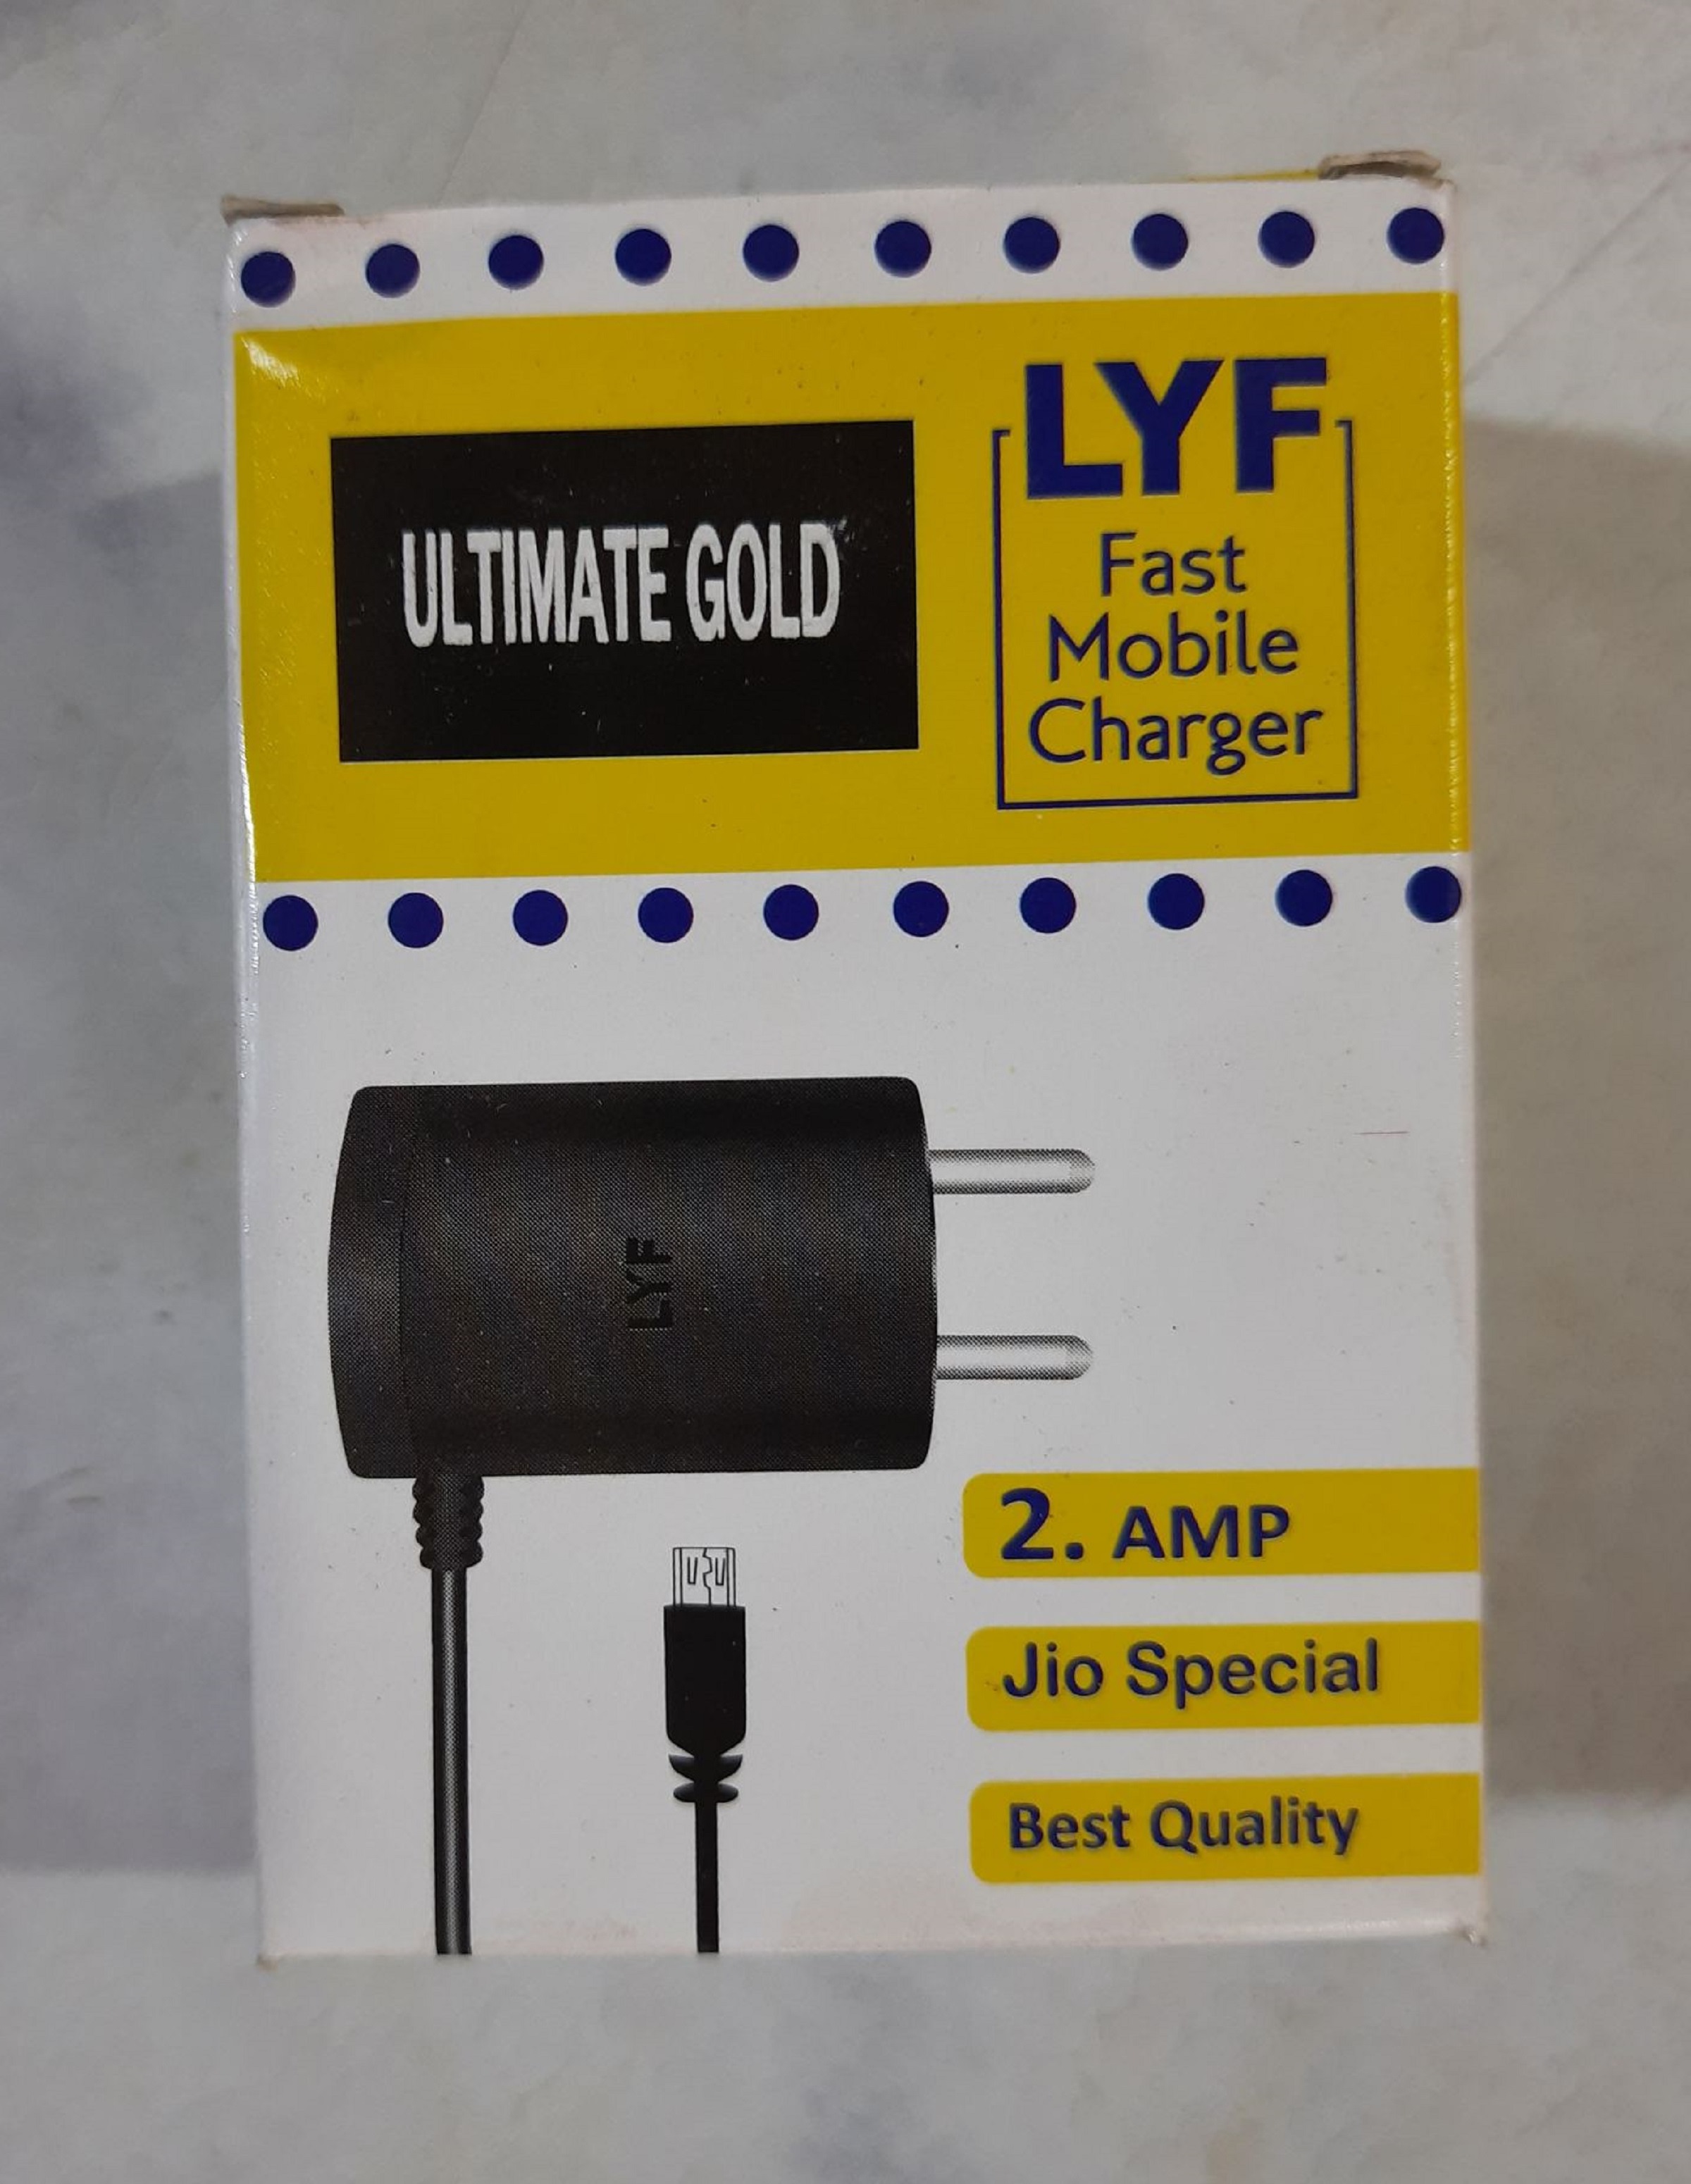 ULTIMATE GOLD
LYF
Fast
Mobile
Charger
LYF
2. AMP
Jio Special
Best Quality